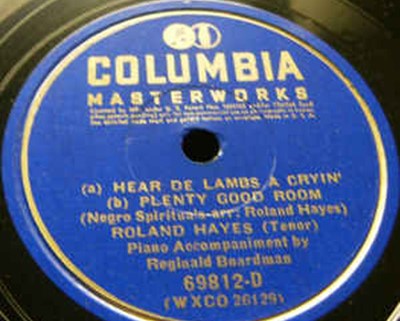 COLUMBIA
MASTERWORKS
(a) HEAR DE LAMBS A CRYIN'
(b) PLENTY GOOD ROOM
(Negro Spirituals-arr: Roland Hayes)
ROLAND HAYES (Tenor)
Piano Accompaniment by
Reginald Boardman
69812-D
(WXCO 26129)